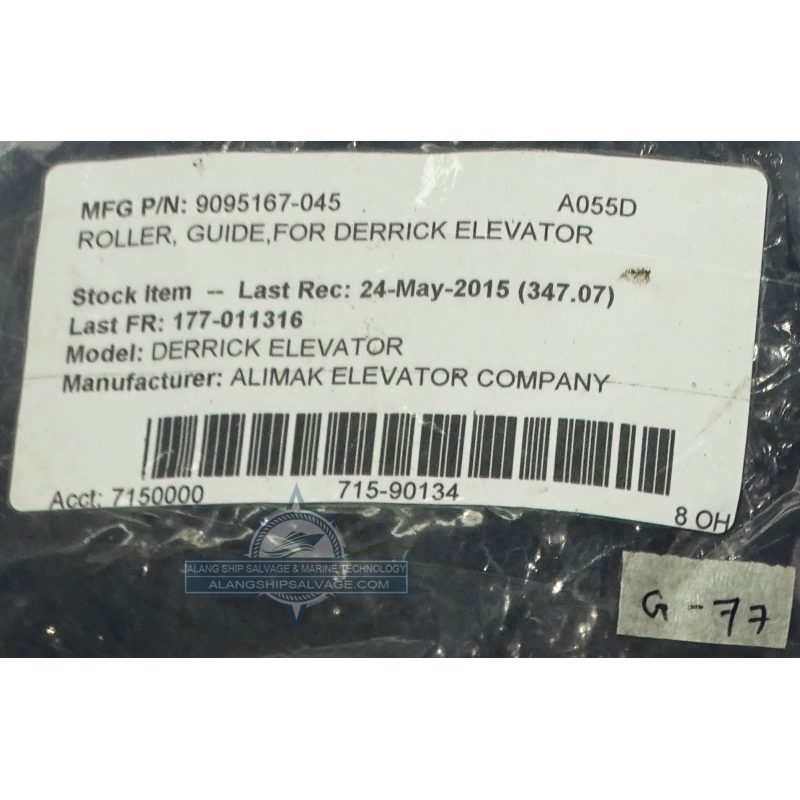 MFG P/N: 9095167-045 A055D
ROLLER, GUIDE,FOR DERRICK ELEVATOR
Stock Item -- Last Rec: 24-May-2015 (347.07)
Last FR: 177-011316
Model: DERRICK ELEVATOR
Manufacturer: ALIMAK ELEVATOR COMPANY
Acct: 7150000 715-90134 8 OH
JALANG SHIP SALVAGE & MARINE TECHNOLOGY
ALANGSHIPSALVAGE.COM
G-77